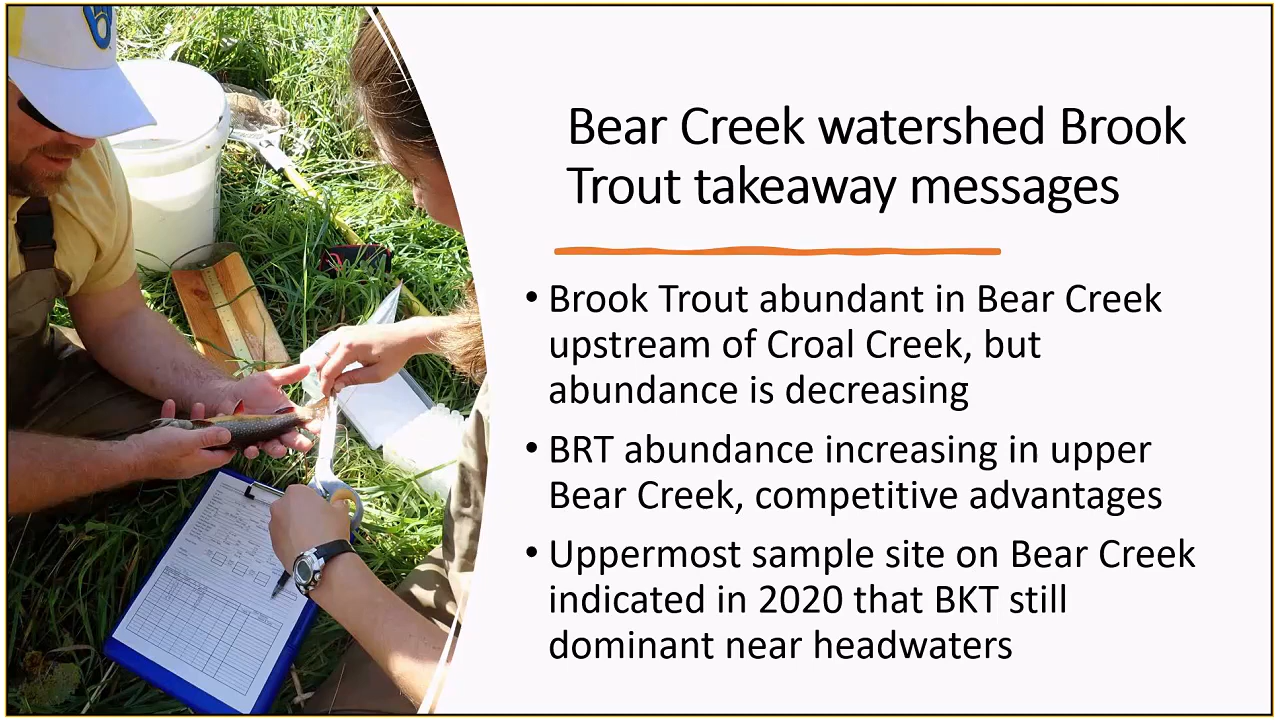 Bear Creek watershed Brook
Trout takeaway messages
• Brook Trout abundant in Bear Creek
upstream of Croal Creek, but
abundance is decreasing
• BRT abundance increasing in upper
Bear Creek, competitive advantages
• Uppermost sample site on Bear Creek
indicated in 2020 that BKT still
dominant near headwaters